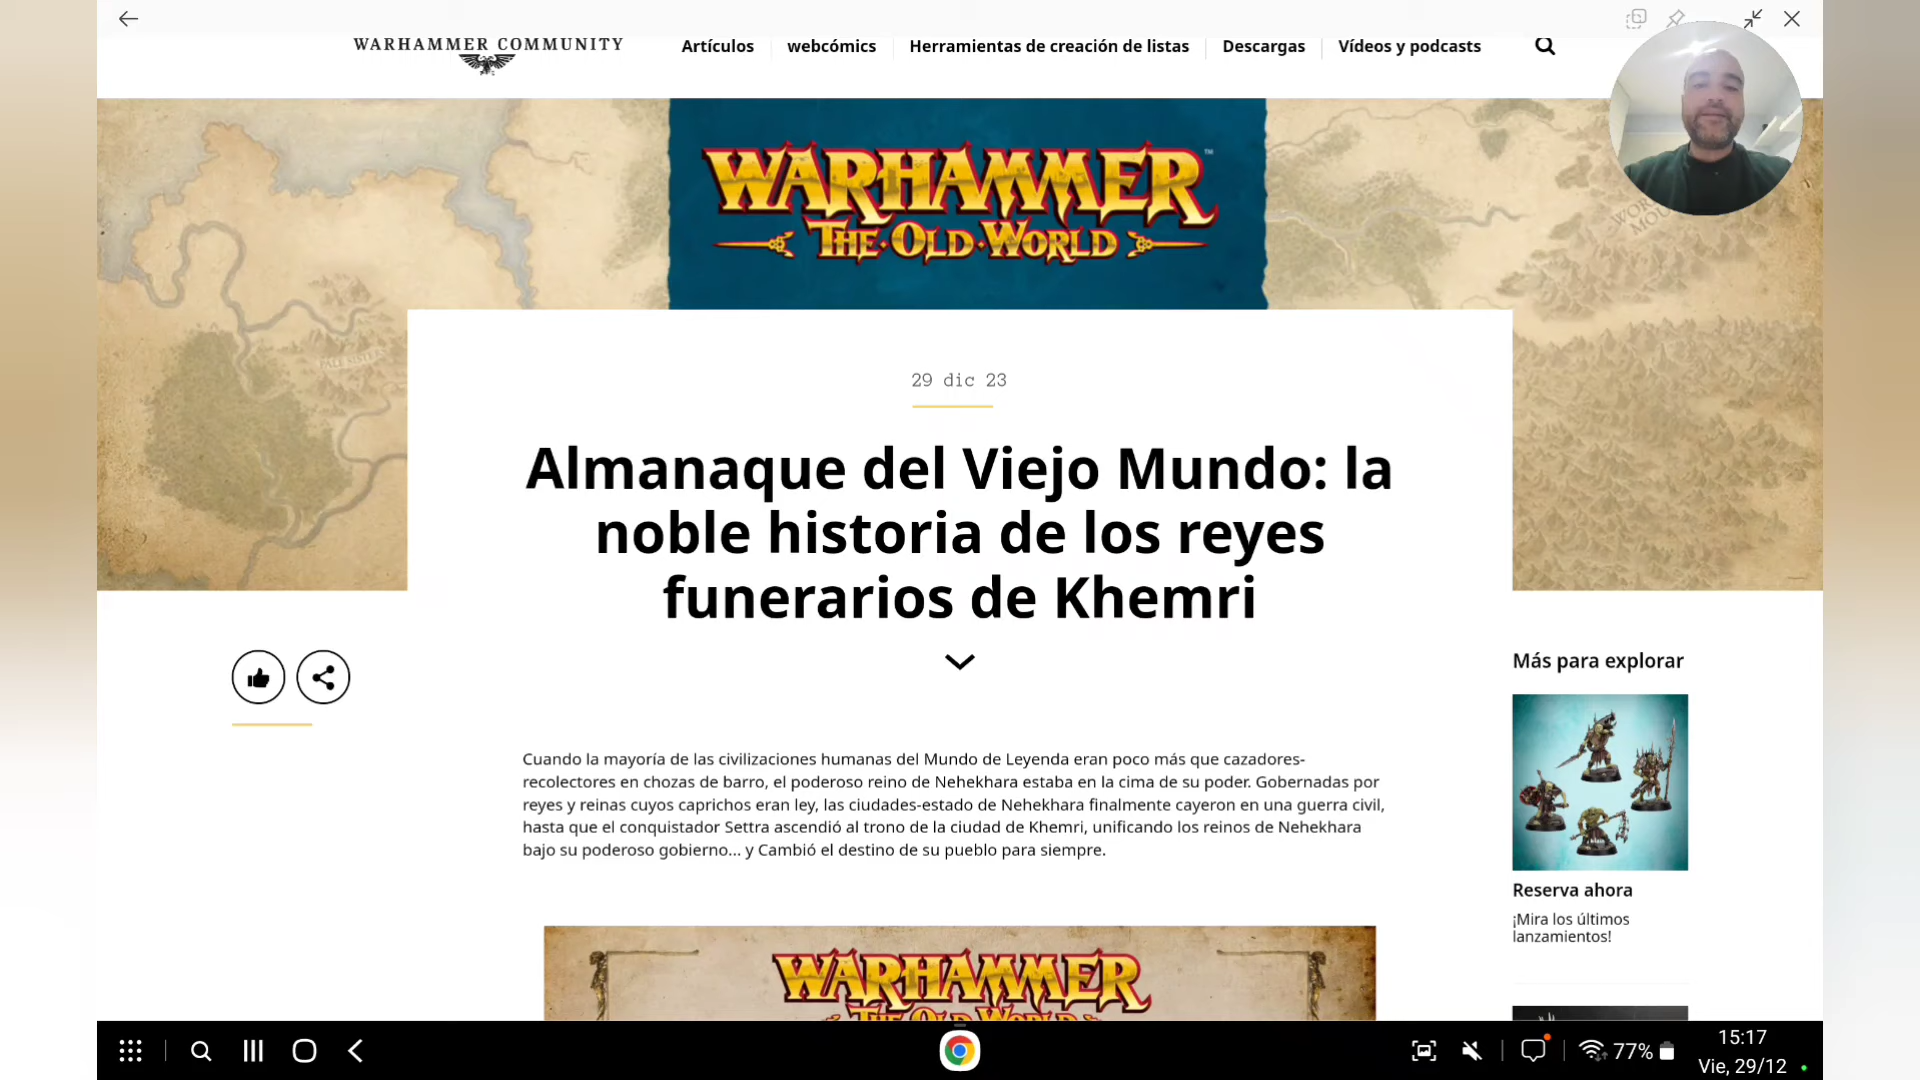 WARHAMMER COMMUNITY
Artículos
webcómics
Herramientas de creación de listas
Descargas
Vídeos y podcasts
WARHAMMER™
THE OLD WORLD
PALE SISTERS
29 dic 23
Almanaque del Viejo Mundo: la
noble historia de los reyes
funerarios de Khemri
Cuando la mayoría de las civilizaciones humanas del Mundo de Leyenda eran poco más que cazadores-
recolectores en chozas de barro, el poderoso reino de Nehekhara estaba en la cima de su poder. Gobernadas por
reyes y reinas cuyos caprichos eran ley, las ciudades-estado de Nehekhara finalmente cayeron en una guerra civil,
hasta que el conquistador Settra ascendió al trono de la ciudad de Khemri, unificando los reinos de Nehekhara
bajo su poderoso gobierno... y Cambió el destino de su pueblo para siempre.
Más para explorar
Reserva ahora
¡Mira los últimos
lanzamientos!
WARHAMMER
THE OLD WORLD
77%
15:17
Vie, 29/12